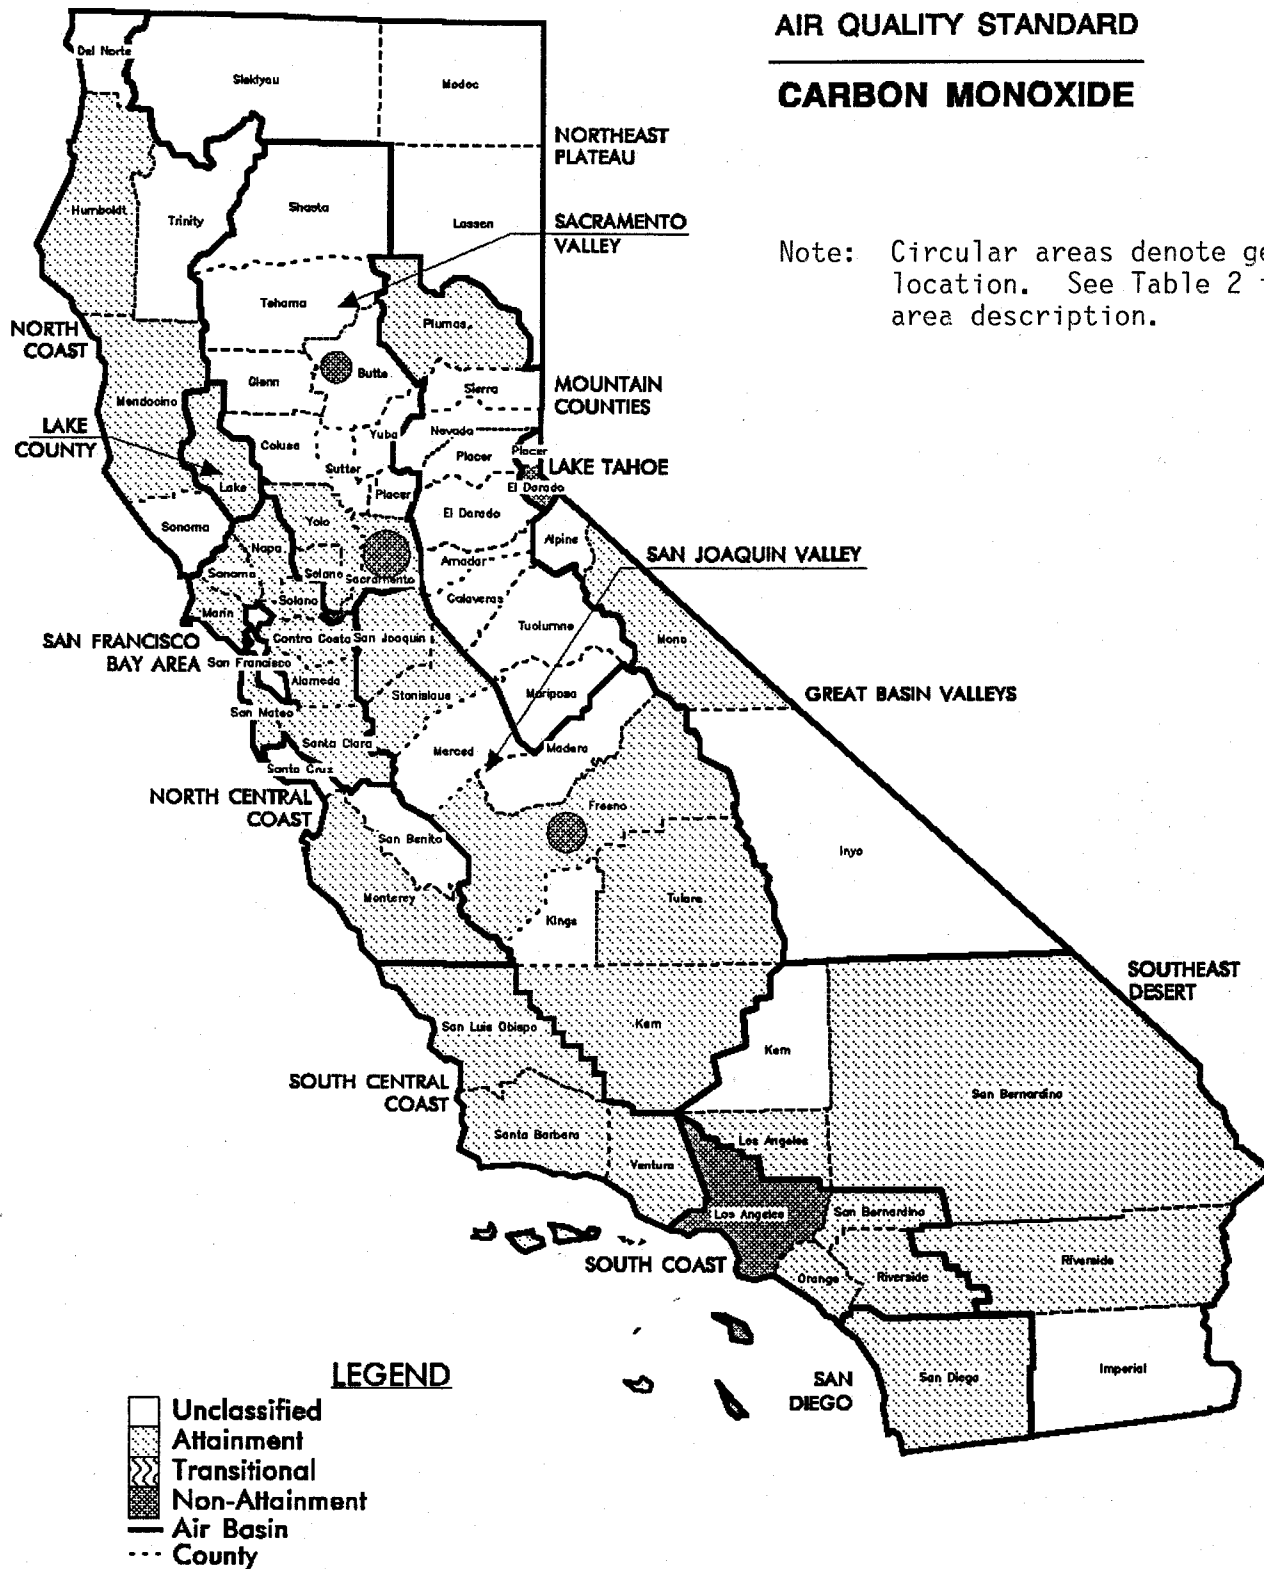 AIR QUALITY STANDARD
CARBON MONOXIDE
Del Norte
Siskiyou
Modoc
NORTHEAST
PLATEAU
Humboldt
Trinity
Shasta
Lassen
SACRAMENTO
VALLEY
Note: Circular areas denote ge
location. See Table 2
area description.
Tehama
Plumas
NORTH
COAST
Glenn
Butte
Sierra
MOUNTAIN
COUNTIES
Mendocino
LAKE
COUNTY
Colusa
Yuba
Nevada
Placer
Placer
LAKE TAHOE
Sutter
Lake
Placer
El Dorado
El Dorado
Sonoma
Yolo
Alpine
Napa
SAN JOAQUIN VALLEY
Sonoma
Solano
Sacramento
Amador
Solano
Calaveras
Marin
Contra Costa
San Joaquin
Tuolumne
Mono
SAN FRANCISCO
BAY AREA
San Francisco
Alameda
Stanislaus
Mariposa
GREAT BASIN VALLEYS
San Mateo
Santa Clara
Merced
Madera
Santa Cruz
NORTH CENTRAL
COAST
Fresno
San Benito
Inyo
Monterey
Kings
Tulare
SOUTHEAST
DESERT
San Luis Obispo
Kern
Kern
SOUTH CENTRAL
COAST
San Bernardino
Santa Barbara
Los Angeles
Ventura
Los Angeles
San Bernardino
SOUTH COAST
Orange
Riverside
Riverside
SAN
DIEGO
San Diego
Imperial
LEGEND
Unclassified
Attainment
Transitional
Non-Attainment
Air Basin
County